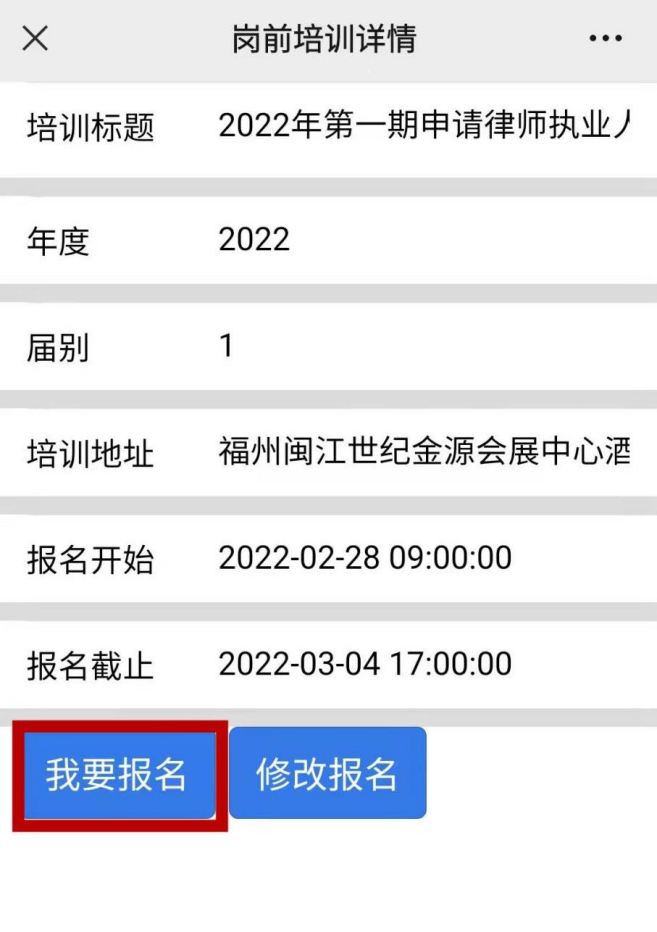 岗前培训详情
培训标题 2022年第一期申请律师执业人
年度 2022
届别 1
培训地址 福州闽江世纪金源会展中心酒
报名开始 2022-02-28 09:00:00
报名截止 2022-03-04 17:00:00
我要报名 修改报名